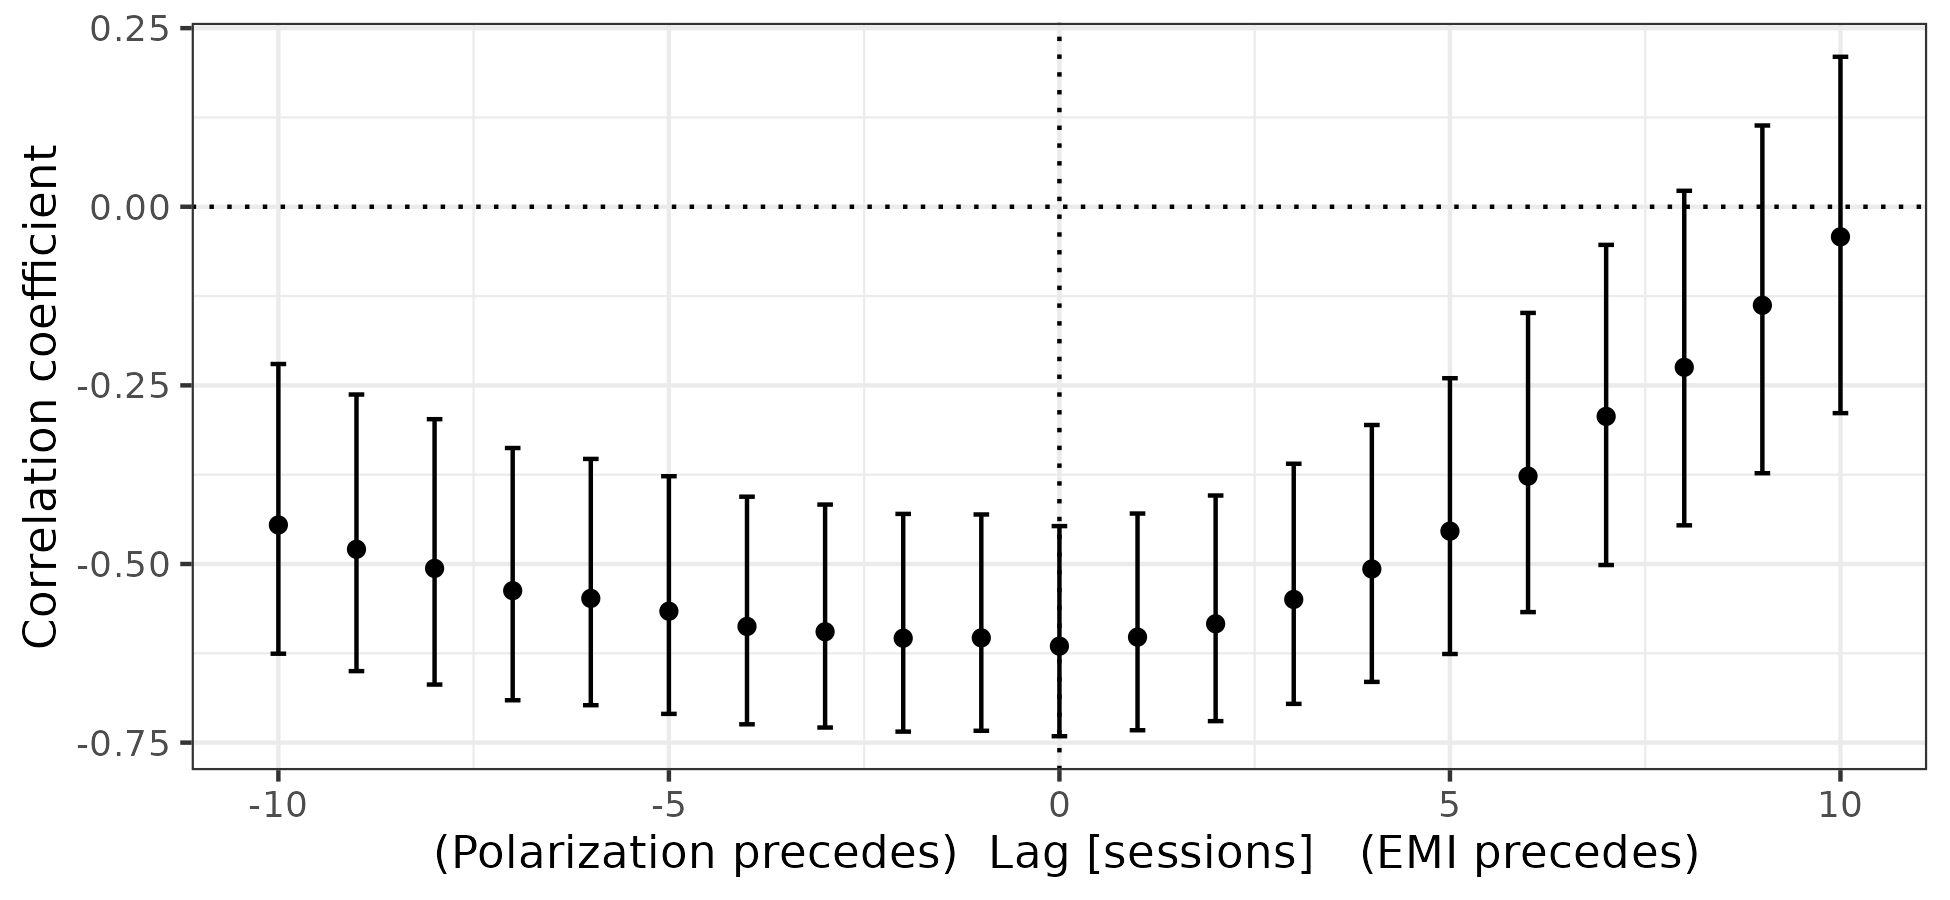 Correlation coefficient
0.25
0.00
-0.25
-0.50
-0.75
-10 -5 0 5 10
(Polarization precedes) Lag [sessions] (EMI precedes)